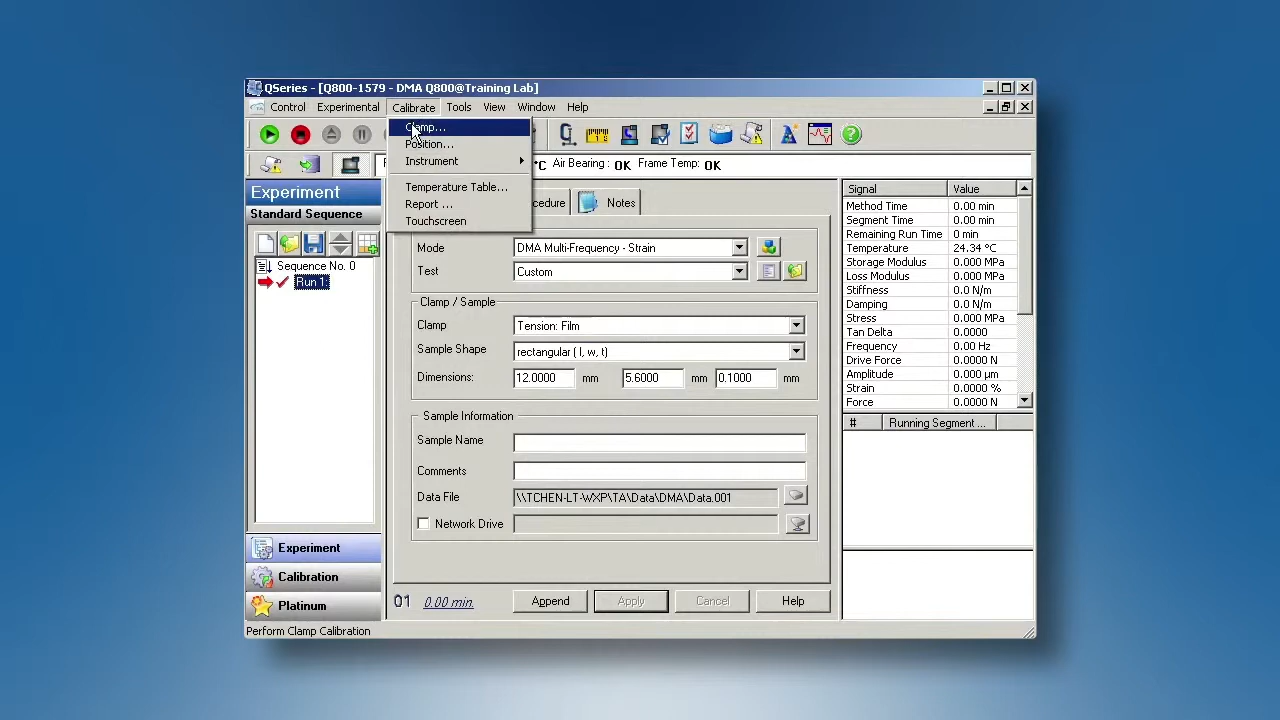 QSeries - [Q800-1579 - DMA Q800@Training Lab]
Control Experimental Calibrate Tools View Window Help
Clamp...
Position...
Instrument
Temperature Table...
Report ...
Touchscreen
°C Air Bearing : OK Frame Temp: OK
Experiment
Standard Sequence
Sequence No. 0
Run 1
Notes
Mode DMA Multi-Frequency - Strain
Test Custom
Clamp / Sample
Clamp Tension: Film
Sample Shape rectangular ( l, w, t)
Dimensions: 12.0000 mm 5.6000 mm 0.1000 mm
Sample Information
Sample Name
Comments
Data File \\TCHEN-LT-WXP\TA\Data\DMA\Data.001
Network Drive
01 0.00 min. Append Apply Cancel Help
Signal Value
Method Time 0.00 min
Segment Time 0.00 min
Remaining Run Time 0 min
Temperature 24.34 °C
Storage Modulus 0.000 MPa
Loss Modulus 0.000 MPa
Stiffness 0.0 N/m
Damping 0.0 N/m
Stress 0.000 MPa
Tan Delta 0.0000
Frequency 0.00 Hz
Drive Force 0.0000 N
Amplitude 0.000 µm
Strain 0.0000 %
Force 0.0000 N
# Running Segment ...
Experiment
Calibration
Platinum
Perform Clamp Calibration